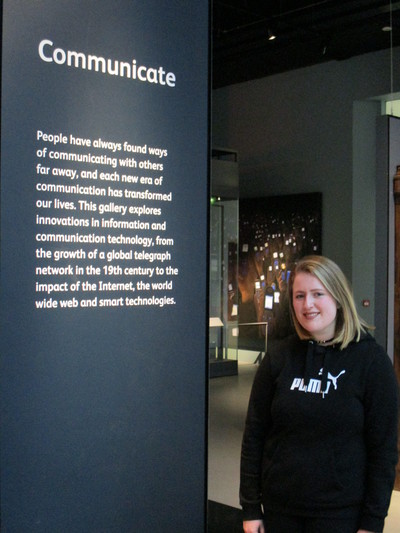 Communicate
People have always found ways
of communicating with others
far away, and each new era of
communication has transformed
our lives. This gallery explores
innovations in information and
communication technology, from
the growth of a global telegraph
network in the 19th century to the
impact of the Internet, the world
wide web and smart technologies.
PUMA